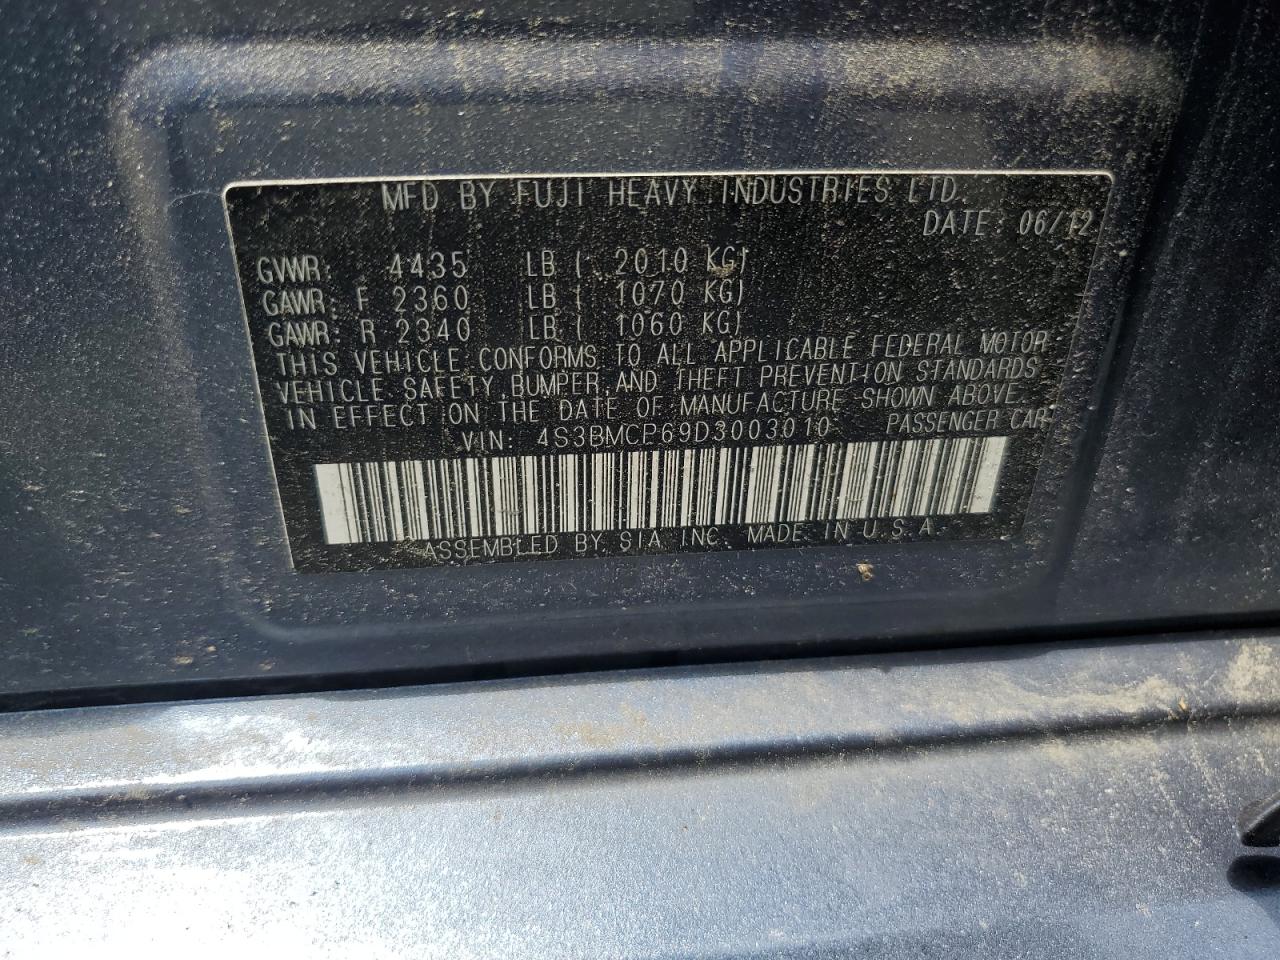 MFD BY FUJI HEAVY INDUSTRIES LTD.
DATE: 06/12
GVWR: 4435 LB ( 2010 KG)
GAWR: F 2360 LB ( 1070 KG)
GAWR: R 2340 LB ( 1060 KG)
THIS VEHICLE CONFORMS TO ALL APPLICABLE FEDERAL MOTOR
VEHICLE SAFETY, BUMPER, AND THEFT PREVENTION STANDARDS
IN EFFECT ON THE DATE OF MANUFACTURE SHOWN ABOVE.
VIN: 4S3BMCP69D3003010 PASSENGER CAR
ASSEMBLED BY SIA INC. MADE IN U.S.A.